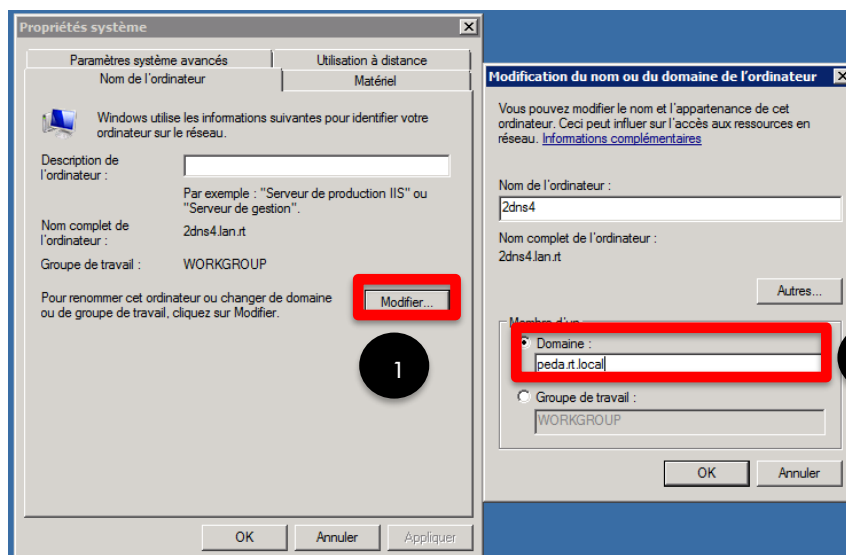 Propriétés système
Paramètres système avancés
Utilisation à distance
Nom de l'ordinateur
Matériel
Windows utilise les informations suivantes pour identifier votre
ordinateur sur le réseau.
Description de
l'ordinateur :
Par exemple : "Serveur de production IIS" ou
"Serveur de gestion".
Nom complet de
l'ordinateur :
2dns4.lan.rt
Groupe de travail :
WORKGROUP
Pour renommer cet ordinateur ou changer de domaine
ou de groupe de travail, cliquez sur Modifier.
Modifier...
1
OK
Annuler
Appliquer
Modification du nom ou du domaine de l'ordinateur
Vous pouvez modifier le nom et l'appartenance de cet
ordinateur. Ceci peut influer sur l'accès aux ressources en
réseau. Informations complémentaires
Nom de l'ordinateur :
2dns4
Nom complet de l'ordinateur :
2dns4.lan.rt
Autres...
Membre d'un
Domaine :
peda.rt.local
Groupe de travail :
WORKGROUP
OK
Annuler